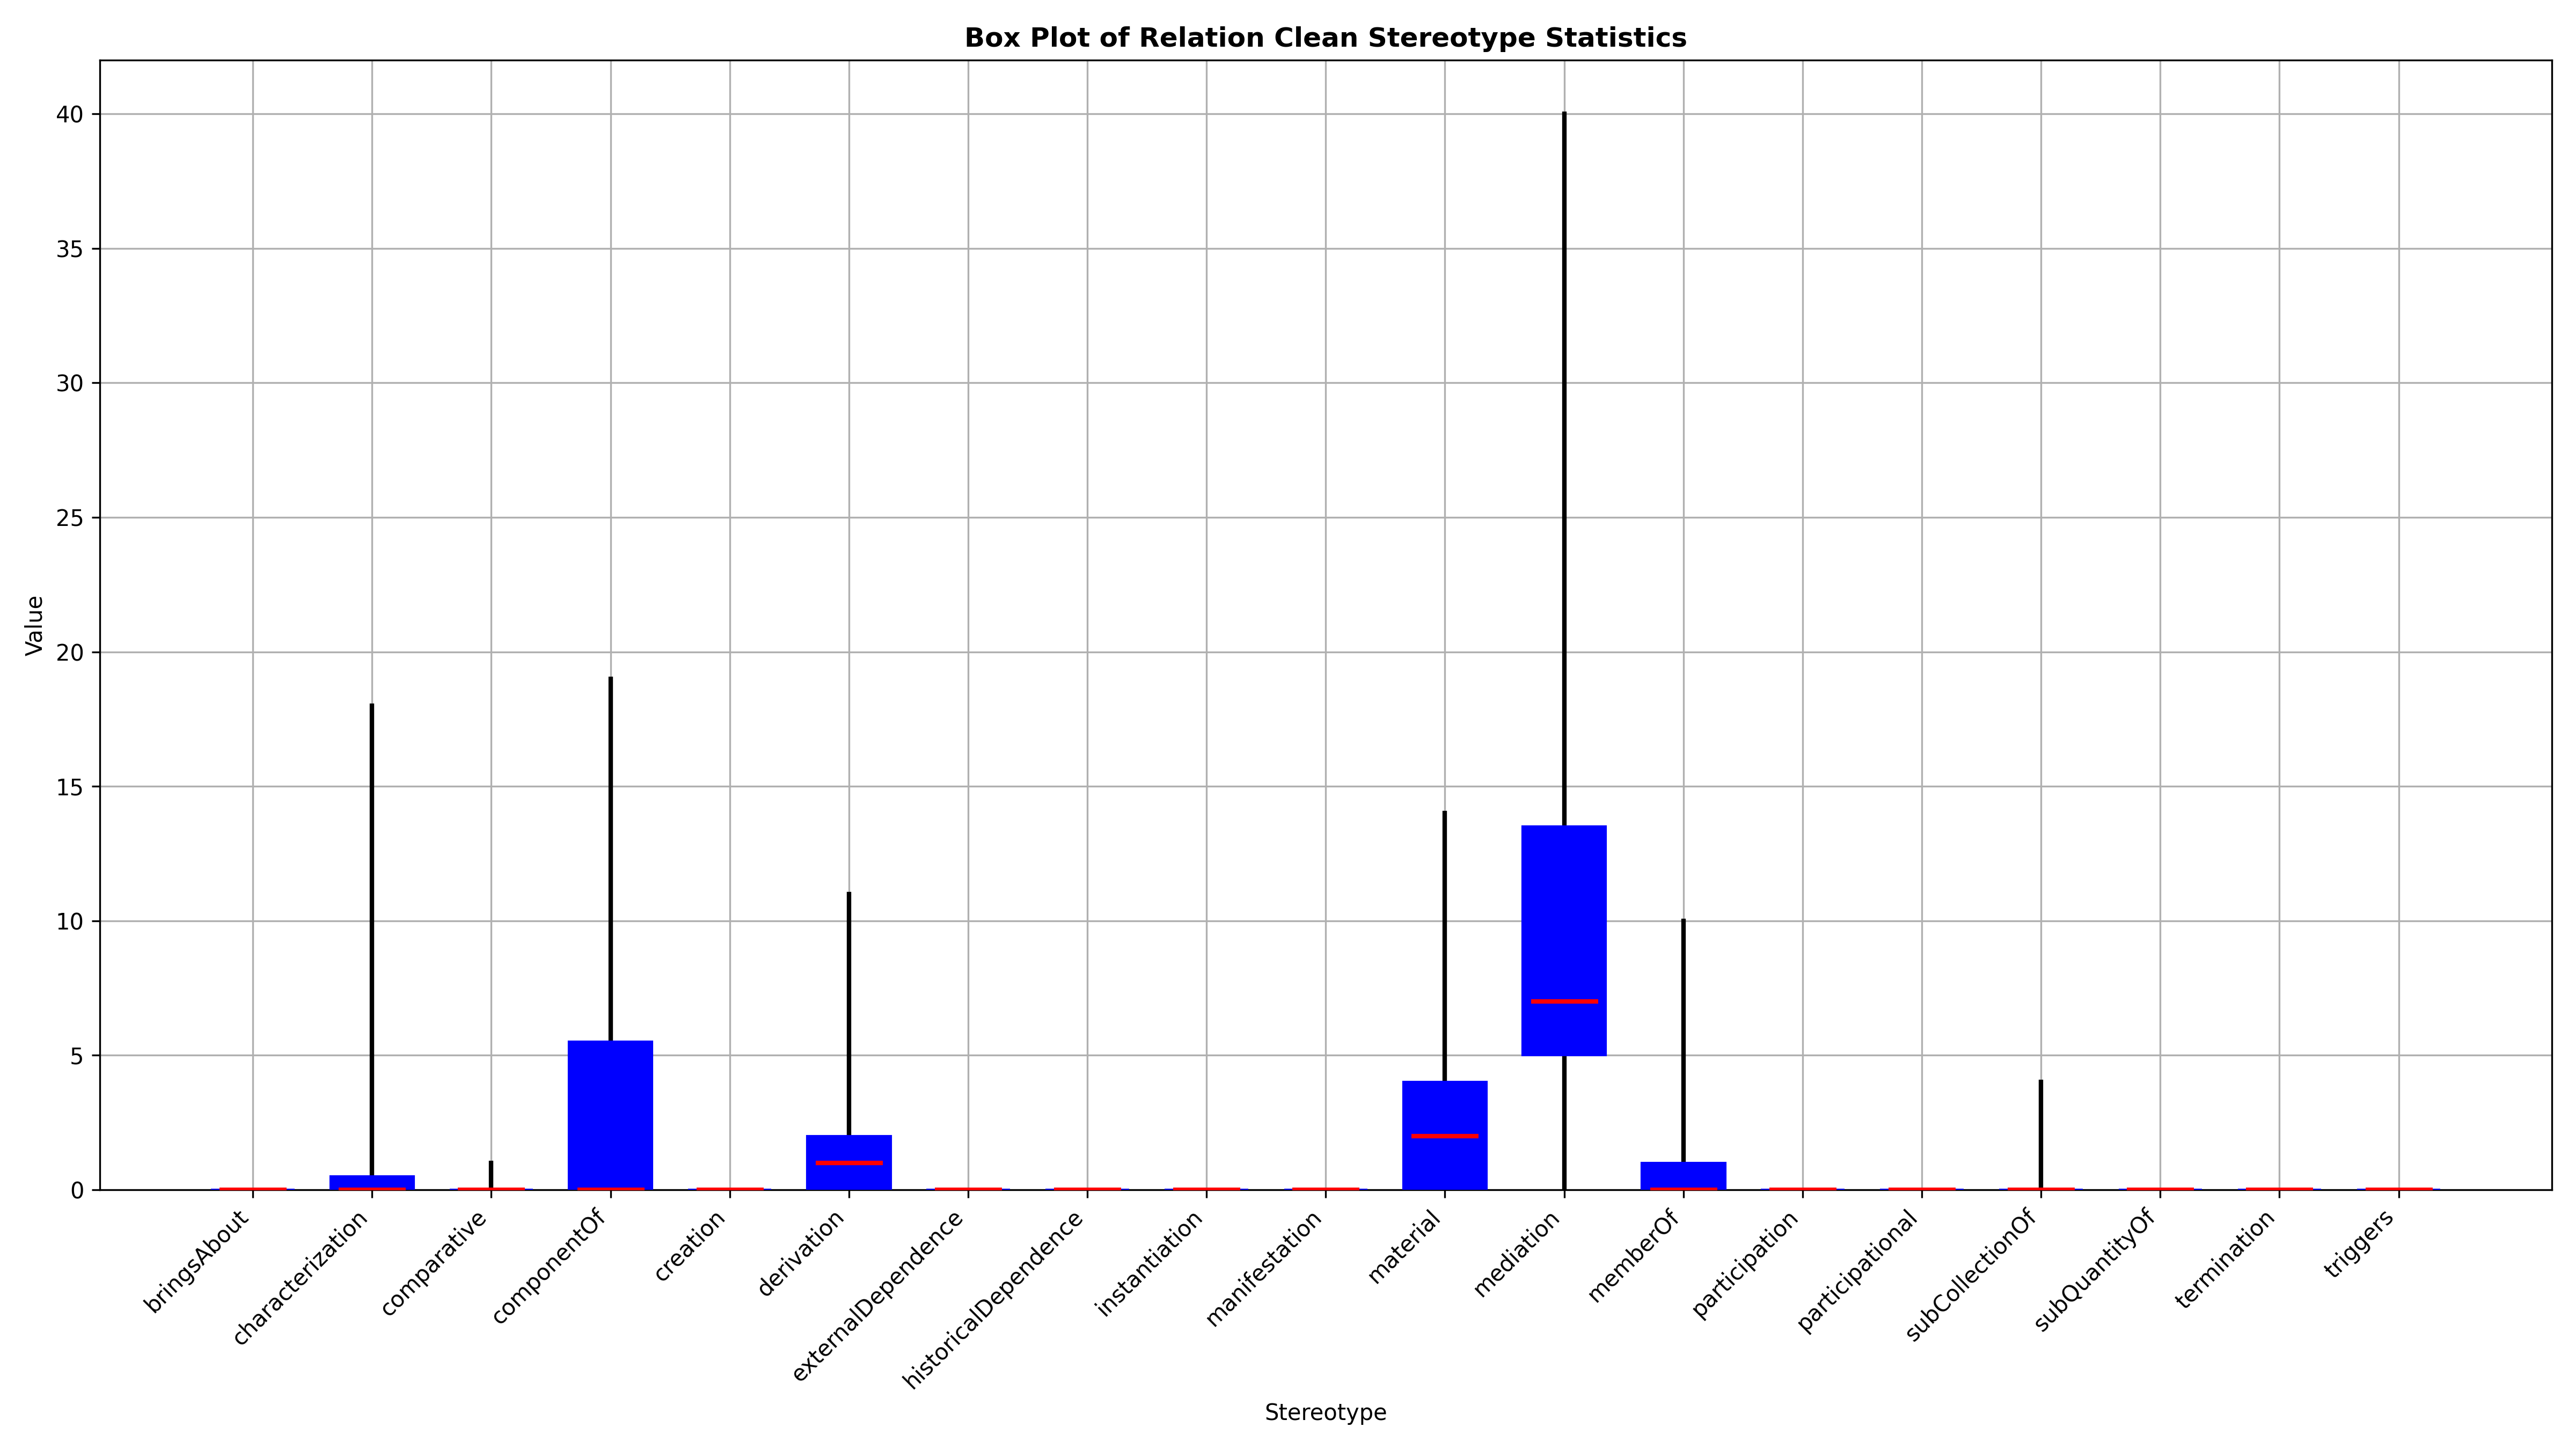 Box Plot of Relation Clean Stereotype Statistics
40
35
30
25
20
15
10
5
0
Value
bringsAbout
characterization
comparative
componentOf
creation
derivation
externalDependence
historicalDependence
instantiation
manifestation
material
mediation
memberOf
participation
participational
subCollectionOf
subQuantityOf
termination
triggers
Stereotype